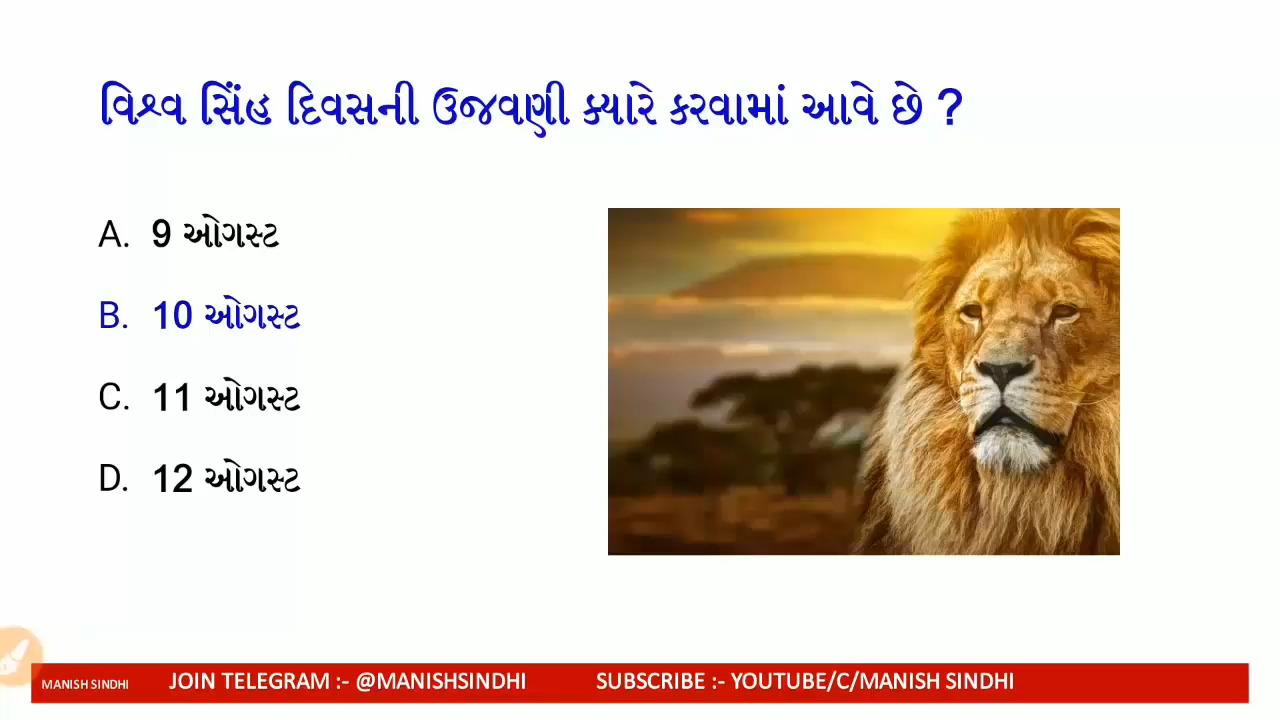 વિશ્વ સિંહ દિવસની ઉજવણી ક્યારે કરવામાં આવે છે ?
A. 9 ઓગસ્ટ
B. 10 ઓગસ્ટ
C. 11 ઓગસ્ટ
D. 12 ઓગસ્ટ
MANISH SINDHI JOIN TELEGRAM :- @MANISHSINDHI SUBSCRIBE :- YOUTUBE/C/MANISH SINDHI